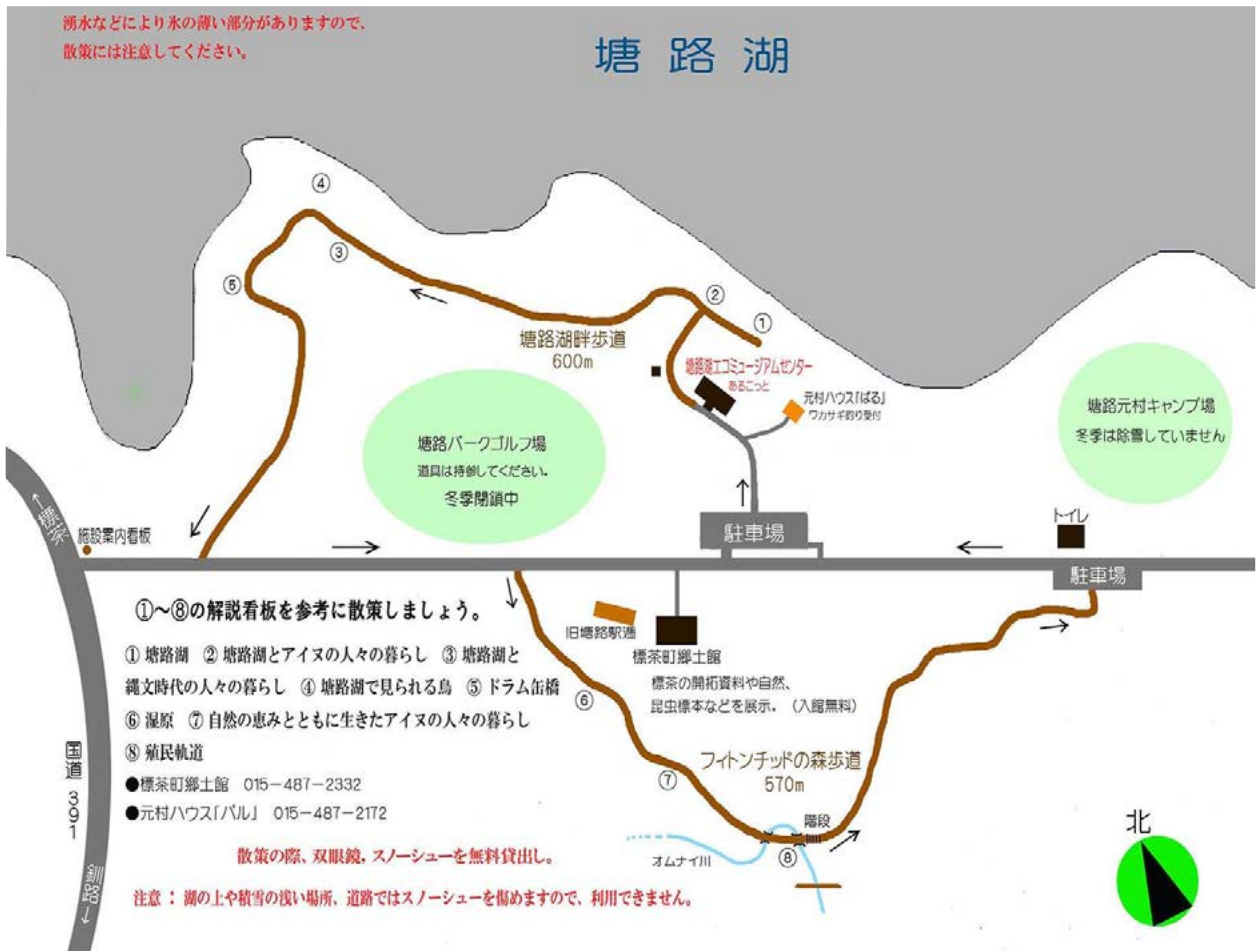 湧水などにより氷の薄い部分がありますので、
散策には注意してください。
塘路湖
④
③
⑤
②
①
塘路湖畔歩道
600m
塘路湖エコミュージアムセンター
あるこっと
元村ハウス「ぱる」
ワカサギ釣り受付
塘路元村キャンプ場
冬季は除雪していません
塘路パークゴルフ場
道具は持参してください。
冬季閉鎖中
←標茶
施設案内看板
→
駐車場
←
トイレ
駐車場
①～⑧の解説看板を参考に散策しましょう。
① 塘路湖 ② 塘路湖とアイヌの人々の暮らし ③ 塘路湖と
縄文時代の人々の暮らし ④ 塘路湖で見られる鳥 ⑤ ドラム缶橋
⑥ 湿原 ⑦ 自然の恵みとともに生きたアイヌの人々の暮らし
⑧ 殖民軌道
●標茶町郷土館 015-487-2332
●元村ハウス「パル」 015-487-2172
旧塘路駅逓
標茶町郷土館
標茶の開拓資料や自然、
昆虫標本などを展示。（入館無料）
⑥
⑦
フィトンチッドの森歩道
570m
階段
⑧
オムナイ川
国道 391
釧路→
北
散策の際、双眼鏡、スノーシューを無料貸出し。
注意：湖の上や積雪の浅い場所、道路ではスノーシューを傷めますので、利用できません。